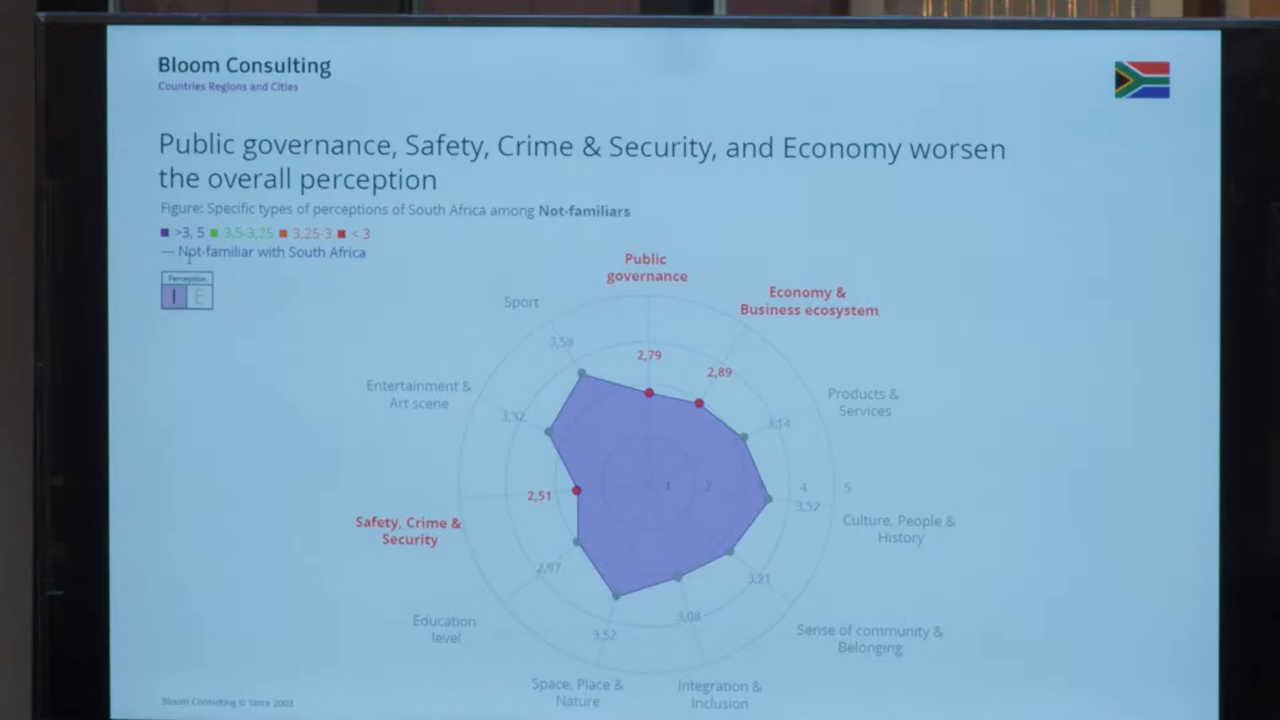 Bloom Consulting
Countries Regions and Cities
Public governance, Safety, Crime & Security, and Economy worsen
the overall perception
Figure: Specific types of perceptions of South Africa among Not-familiars
>3, 5 3,5-3,25 3,25-3 < 3
— Not-familiar with South Africa
Perception
I E
Public
governance
Economy &
Business ecosystem
Sport
3,58
2,79
2,89
Entertainment &
Art scene
Products &
Services
3,32
3,14
2,51
1 2 4 5
3,52
Safety, Crime &
Security
Culture, People &
History
2,97
3,21
3,08
3,52
Education
level
Sense of community &
Belonging
Space, Place &
Nature
Integration &
Inclusion
Bloom Consulting © Since 2003